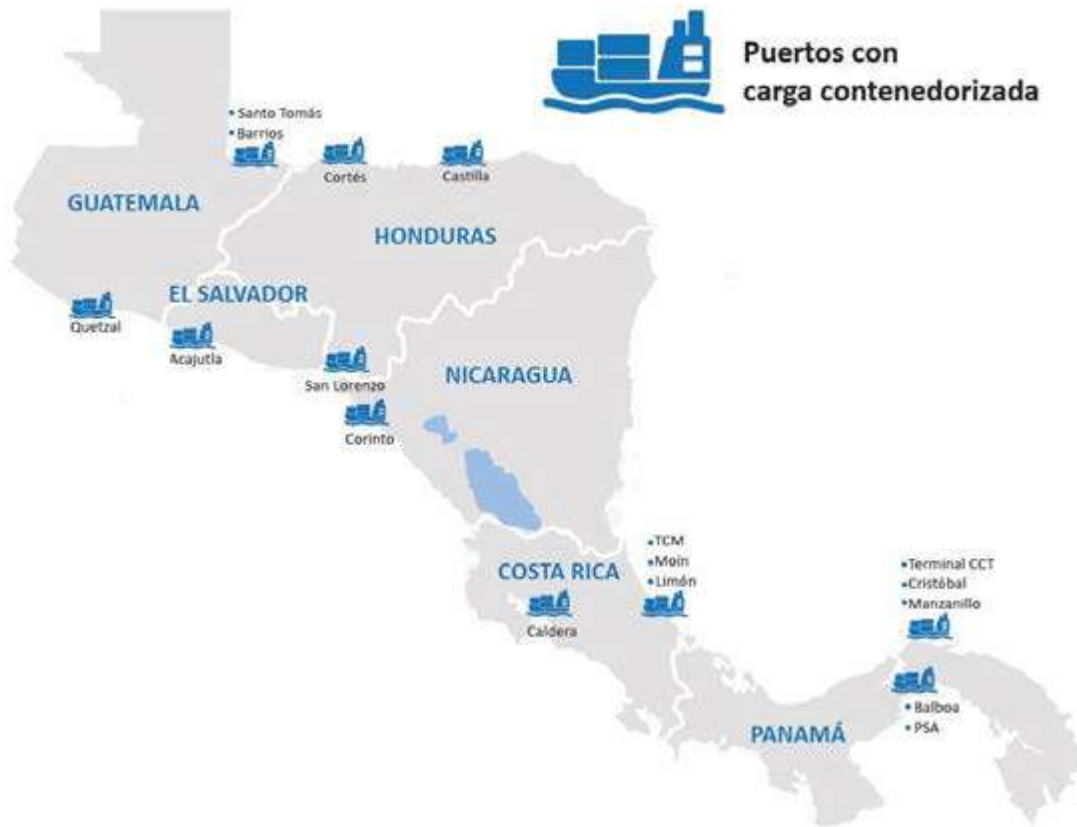 Puertos con
carga contenedorizada
• Santo Tomás
• Barrios
Cortés
Castilla
GUATEMALA
HONDURAS
EL SALVADOR
Quetzal
Acajutla
San Lorenzo
NICARAGUA
Corinto
• TCM
• Moín
• Limón
COSTA RICA
Caldera
• Terminal CCT
• Cristóbal
• Manzanillo
• Balboa
• PSA
PANAMÁ